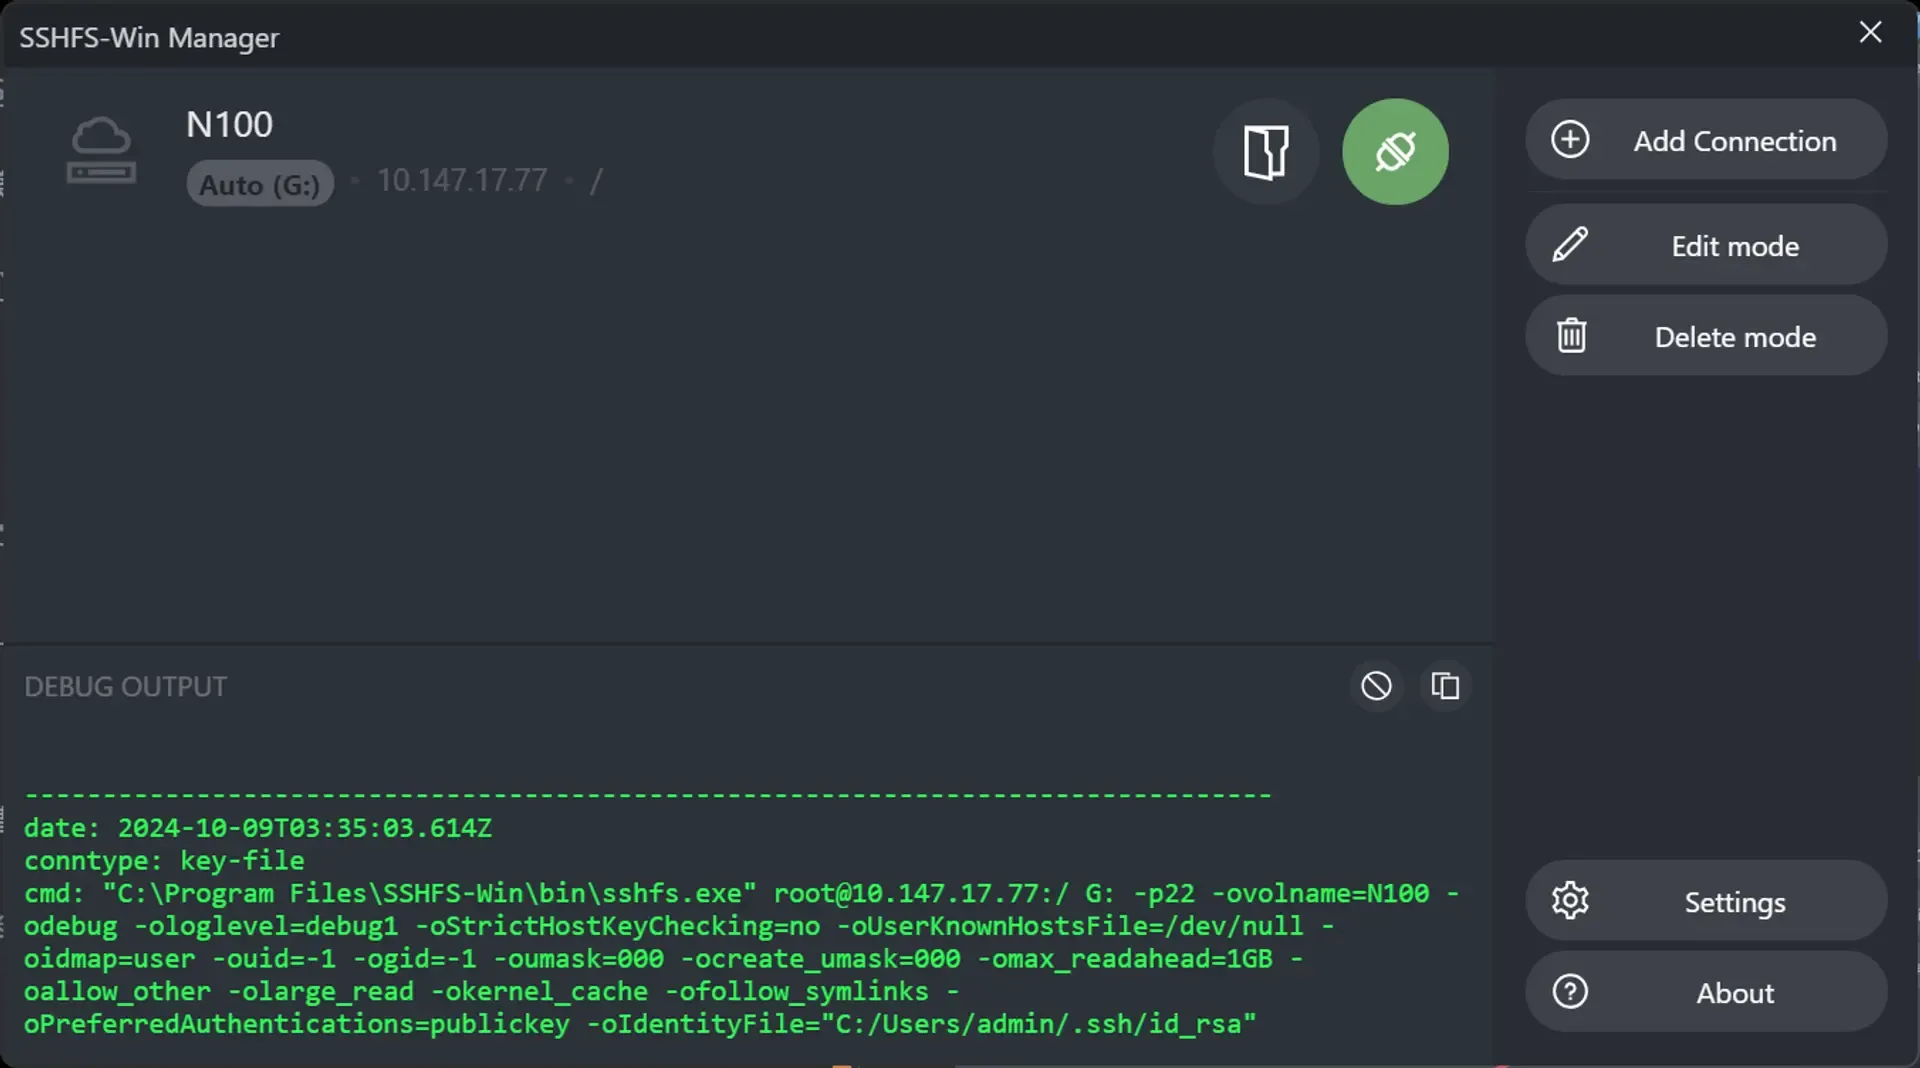 SSHFS-Win Manager
N100
Auto (G:) • 10.147.17.77 • /
Add Connection
Edit mode
Delete mode
DEBUG OUTPUT
--------------------------------------------------------------------------------
date: 2024-10-09T03:35:03.614Z
conntype: key-file
cmd: "C:\Program Files\SSHFS-Win\bin\sshfs.exe" root@10.147.17.77:/ G: -p22 -ovolname=N100 -
odebug -ologlevel=debug1 -oStrictHostKeyChecking=no -oUserKnownHostsFile=/dev/null -
oidmap=user -ouid=-1 -ogid=-1 -oumask=000 -ocreate_umask=000 -omax_readahead=1GB -
oallow_other -olarge_read -okernel_cache -ofollow_symlinks -
oPreferredAuthentications=publickey -oIdentityFile="C:/Users/admin/.ssh/id_rsa"
Settings
About